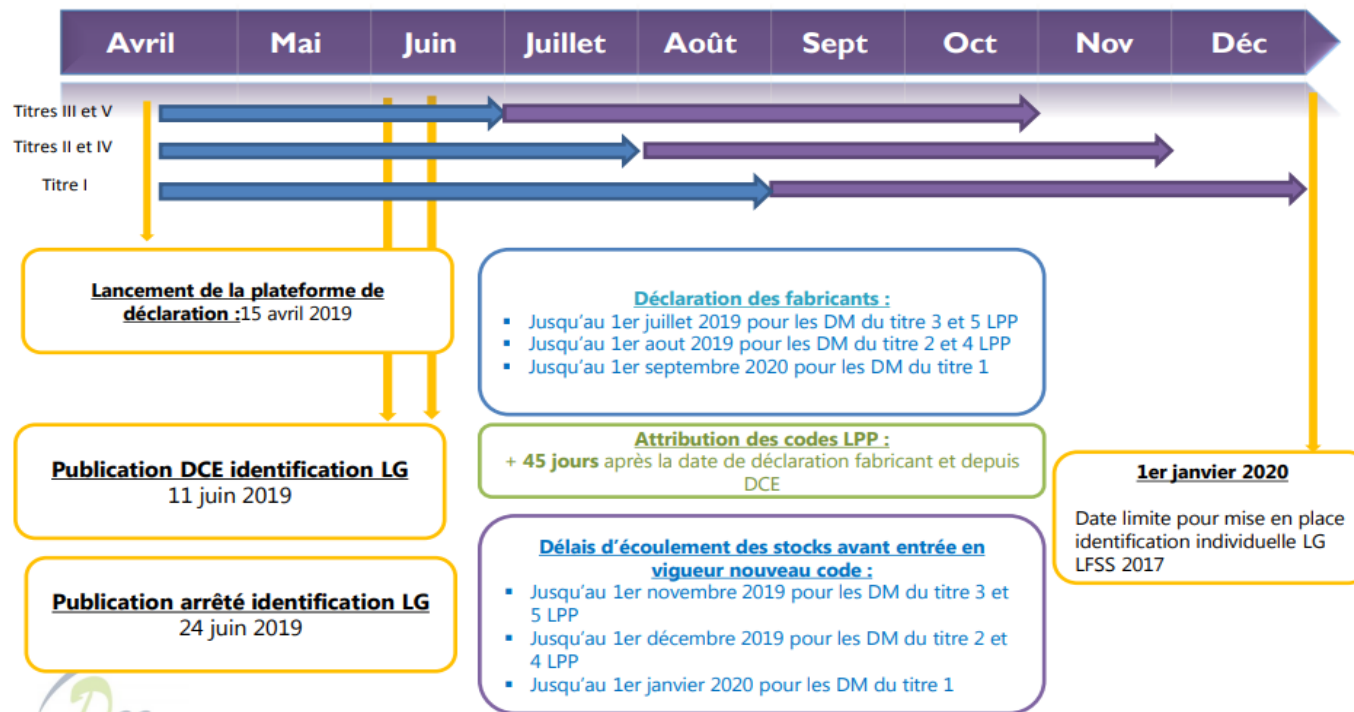 Avril Mai Juin Juillet Août Sept Oct Nov Déc
Titres III et V
Titres II et IV
Titre I
Lancement de la plateforme de
déclaration :15 avril 2019
Publication DCE identification LG
11 juin 2019
Publication arrêté identification LG
24 juin 2019
Déclaration des fabricants :
▪ Jusqu'au 1er juillet 2019 pour les DM du titre 3 et 5 LPP
▪ Jusqu'au 1er aout 2019 pour les DM du titre 2 et 4 LPP
▪ Jusqu'au 1er septembre 2020 pour les DM du titre 1
Attribution des codes LPP :
+ 45 jours après la date de déclaration fabricant et depuis
DCE
Délais d'écoulement des stocks avant entrée en
vigueur nouveau code :
▪ Jusqu'au 1er novembre 2019 pour les DM du titre 3 et
5 LPP
▪ Jusqu'au 1er décembre 2019 pour les DM du titre 2 et
4 LPP
▪ Jusqu'au 1er janvier 2020 pour les DM du titre 1
1er janvier 2020
Date limite pour mise en place
identification individuelle LG
LFSS 2017